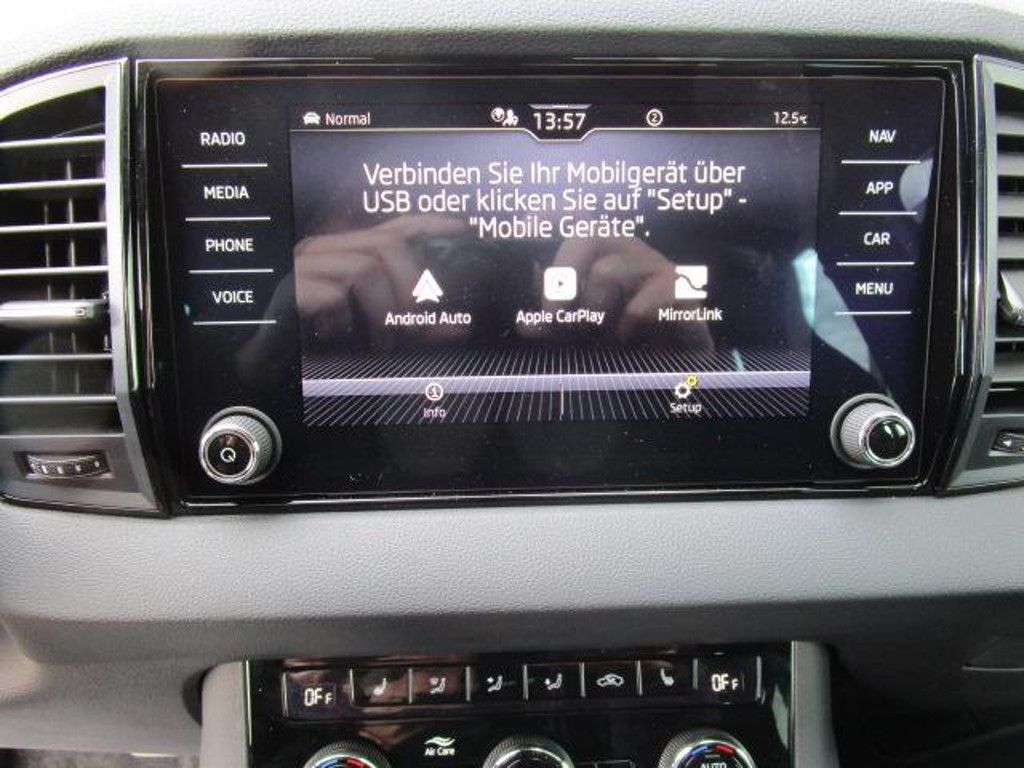 Normal
13:57
2
12.5°C
RADIO
MEDIA
PHONE
VOICE
NAV
APP
CAR
MENU
Verbinden Sie Ihr Mobilgerät über
USB oder klicken Sie auf "Setup" -
"Mobile Geräte".
Android Auto
Apple CarPlay
MirrorLink
Info
Setup
OFF
OFF
Air Care
AUTO